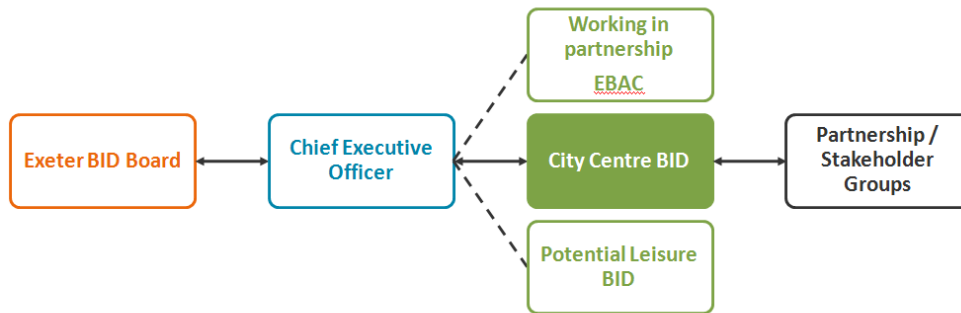 Working in
partnership
EBAC
Exeter BID Board
Chief Executive
Officer
City Centre BID
Partnership /
Stakeholder
Groups
Potential Leisure
BID